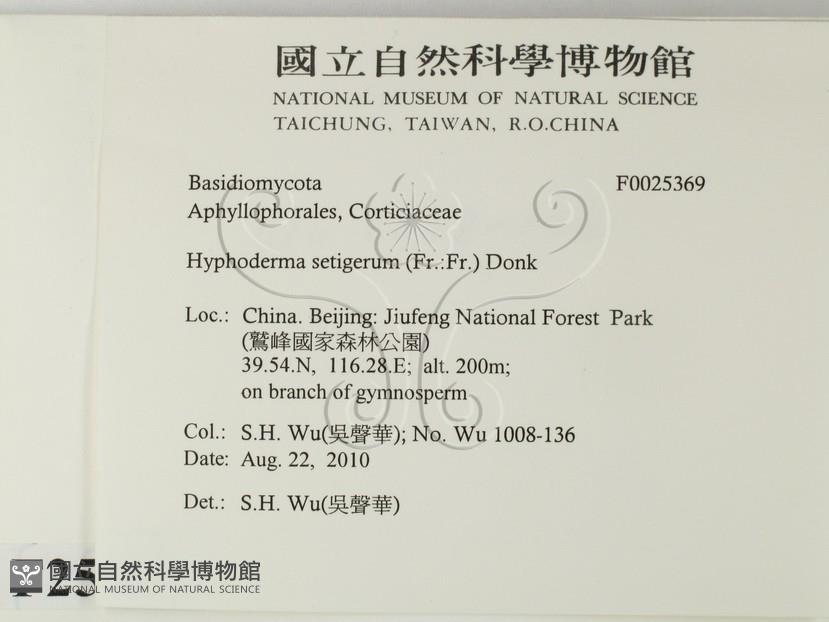 國立自然科學博物館
NATIONAL MUSEUM OF NATURAL SCIENCE
TAICHUNG, TAIWAN, R.O.CHINA
Basidiomycota F0025369
Aphyllophorales, Corticiaceae
Hyphoderma setigerum (Fr.:Fr.) Donk
Loc.: China. Beijing: Jiufeng National Forest Park
(鷲峰國家森林公園)
39.54.N, 116.28.E; alt. 200m;
on branch of gymnosperm
Col.: S.H. Wu(吳聲華); No. Wu 1008-136
Date: Aug. 22, 2010
Det.: S.H. Wu(吳聲華)
國立自然科學博物館
NATIONAL MUSEUM OF NATURAL SCIENCE